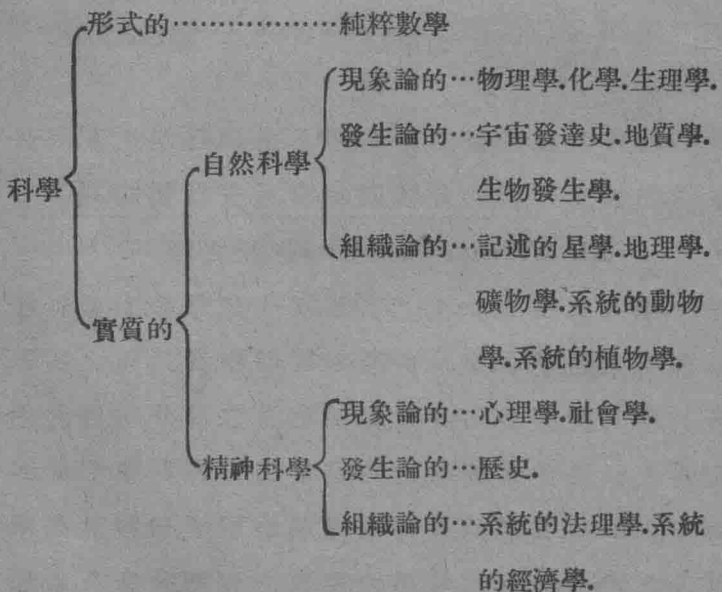 形式的………………純粹數學
現象論的…物理學.化學.生理學.
發生論的…宇宙發達史.地質學.
自然科學
生物發生學.
科學
組織論的…記述的星學.地理學.
礦物學.系統的動物
實質的
學.系統的植物學.
現象論的…心理學.社會學.
精神科學
發生論的…歷史.
組織論的…系統的法理學.系統
的經濟學.